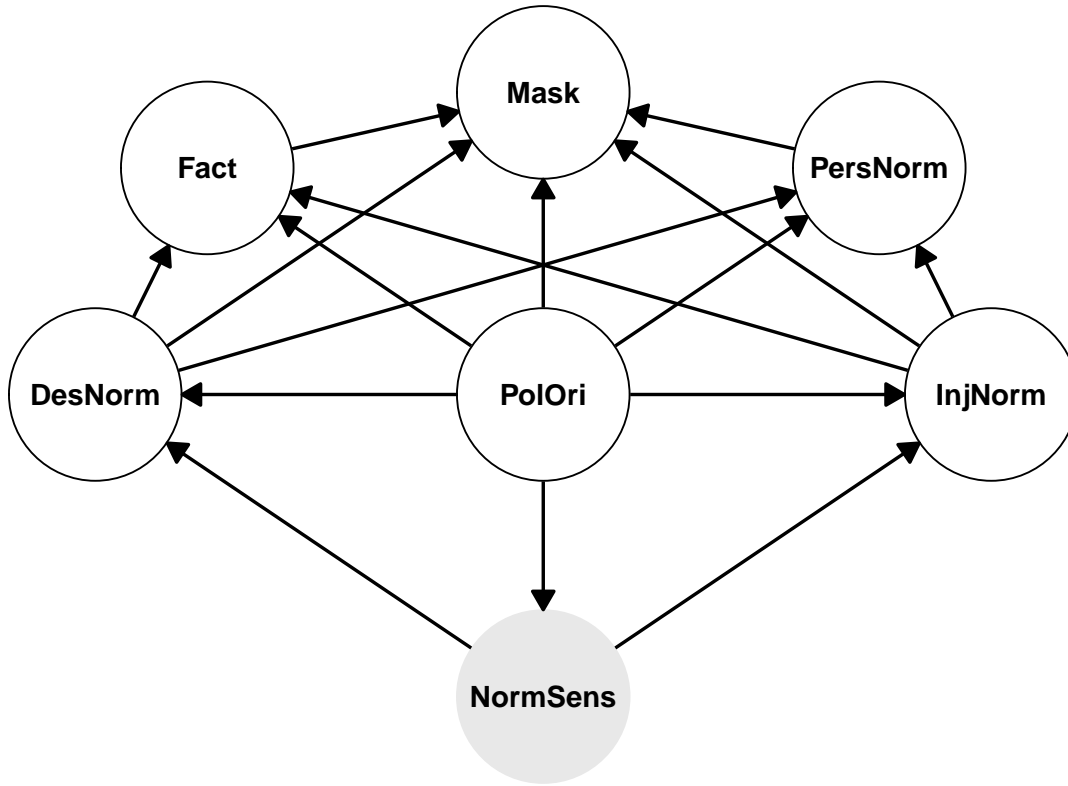 Mask
Fact
PersNorm
DesNorm
PolOri
InjNorm
NormSens